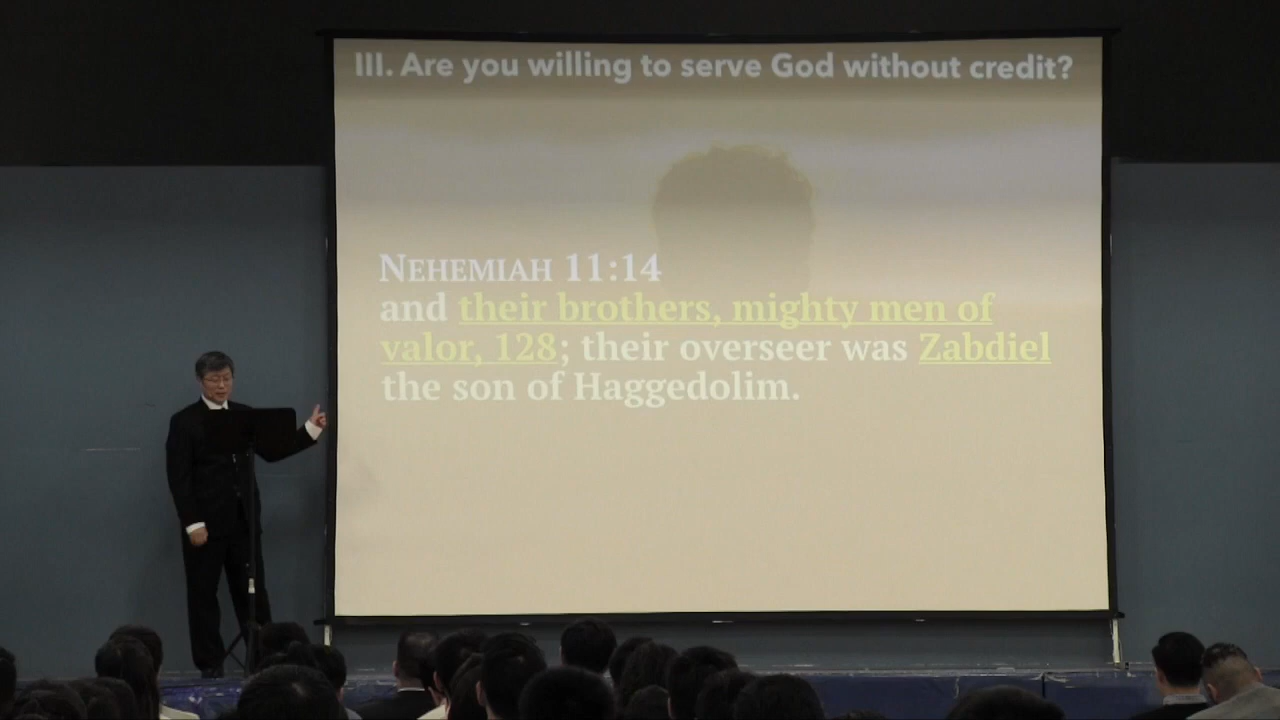 III. Are you willing to serve God without credit?
NEHEMIAH 11:14
and their brothers, mighty men of
valor, 128; their overseer was Zabdiel
the son of Haggedolim.